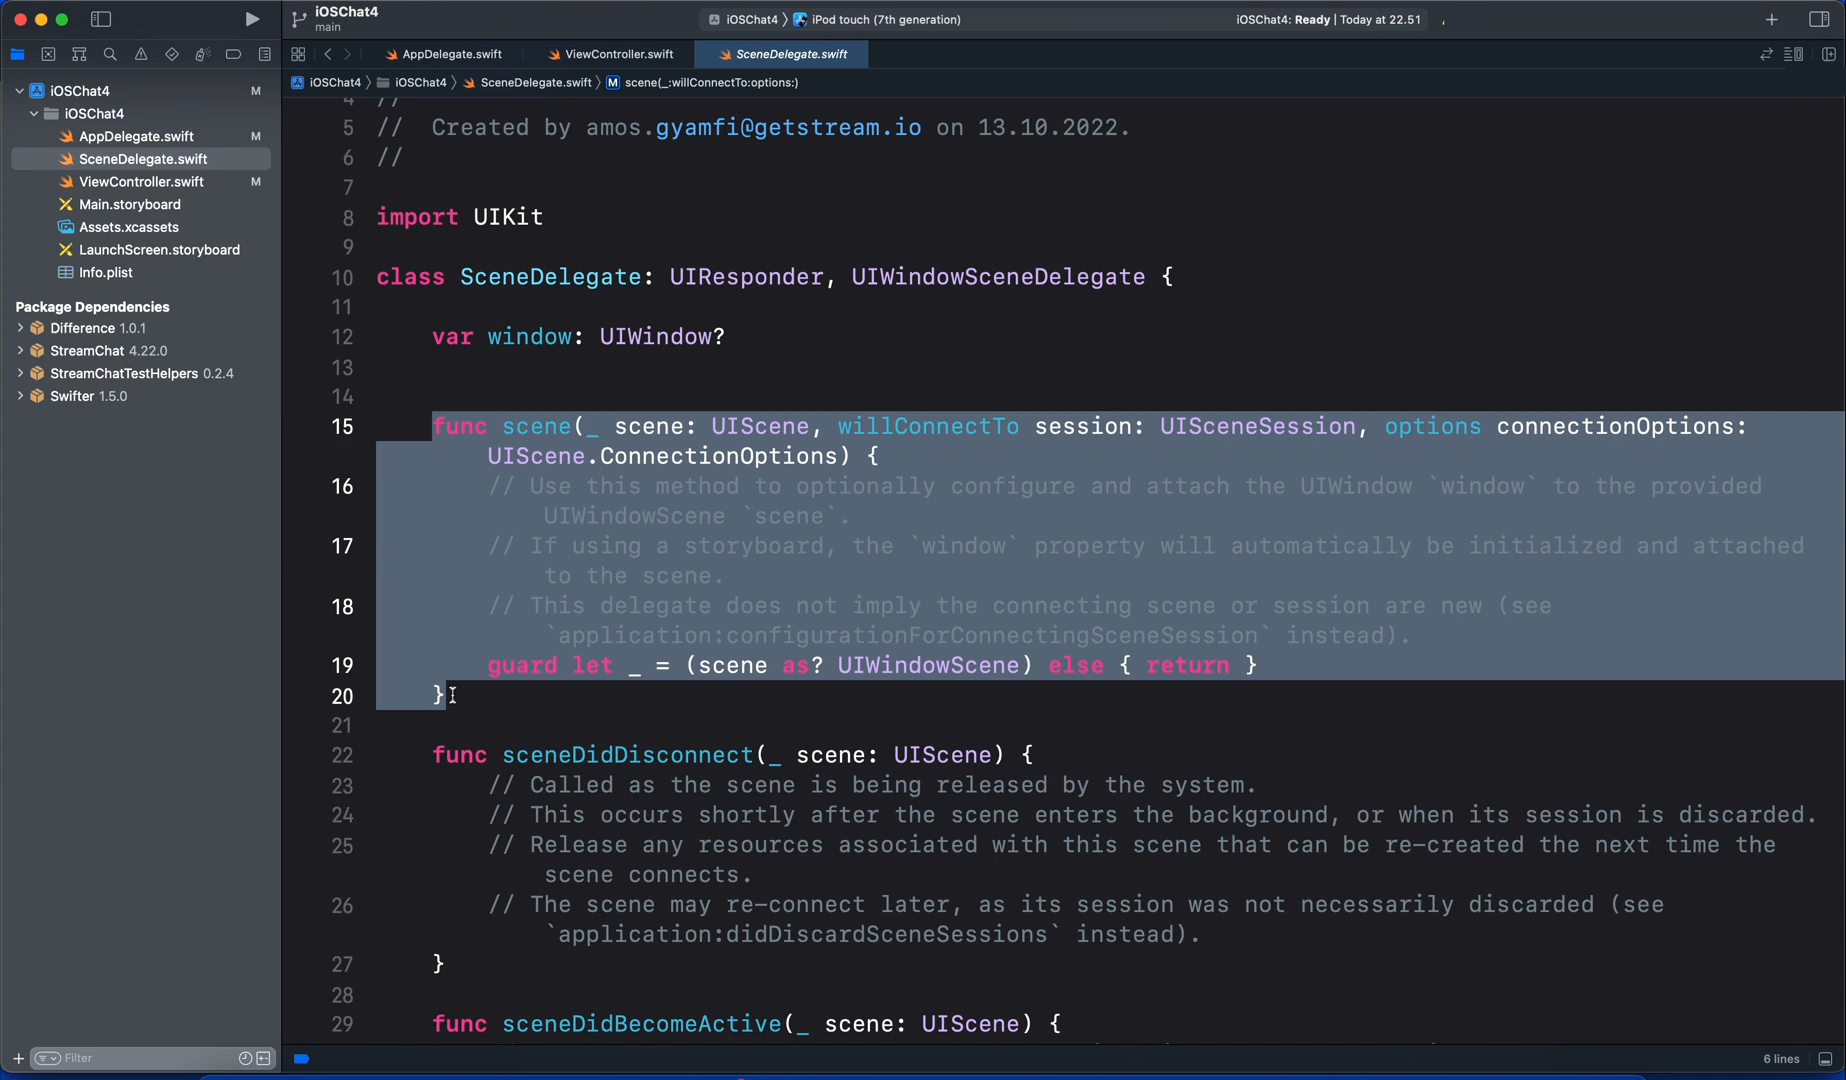 iOSChat4
main
iOSChat4 〉 iPod touch (7th generation)
iOSChat4: Ready | Today at 22.51
AppDelegate.swift
ViewController.swift
SceneDelegate.swift
iOSChat4 〉 iOSChat4 〉 SceneDelegate.swift 〉 M scene(_:willConnectTo:options:)
iOSChat4 M
iOSChat4
AppDelegate.swift M
SceneDelegate.swift
ViewController.swift M
Main.storyboard
Assets.xcassets
LaunchScreen.storyboard
Info.plist
Package Dependencies
Difference 1.0.1
StreamChat 4.22.0
StreamChatTestHelpers 0.2.4
Swifter 1.5.0
Filter
4 //
5 // Created by amos.gyamfi@getstream.io on 13.10.2022.
6 //
7
8 import UIKit
9
10 class SceneDelegate: UIResponder, UIWindowSceneDelegate {
11
12 var window: UIWindow?
13
14
15 func scene(_ scene: UIScene, willConnectTo session: UISceneSession, options connectionOptions:
UIScene.ConnectionOptions) {
16 // Use this method to optionally configure and attach the UIWindow `window` to the provided
UIWindowScene `scene`.
17 // If using a storyboard, the `window` property will automatically be initialized and attached
to the scene.
18 // This delegate does not imply the connecting scene or session are new (see
`application:configurationForConnectingSceneSession` instead).
19 guard let _ = (scene as? UIWindowScene) else { return }
20 }
21
22 func sceneDidDisconnect(_ scene: UIScene) {
23 // Called as the scene is being released by the system.
24 // This occurs shortly after the scene enters the background, or when its session is discarded.
25 // Release any resources associated with this scene that can be re-created the next time the
scene connects.
26 // The scene may re-connect later, as its session was not necessarily discarded (see
`application:didDiscardSceneSessions` instead).
27 }
28
29 func sceneDidBecomeActive(_ scene: UIScene) {
6 lines